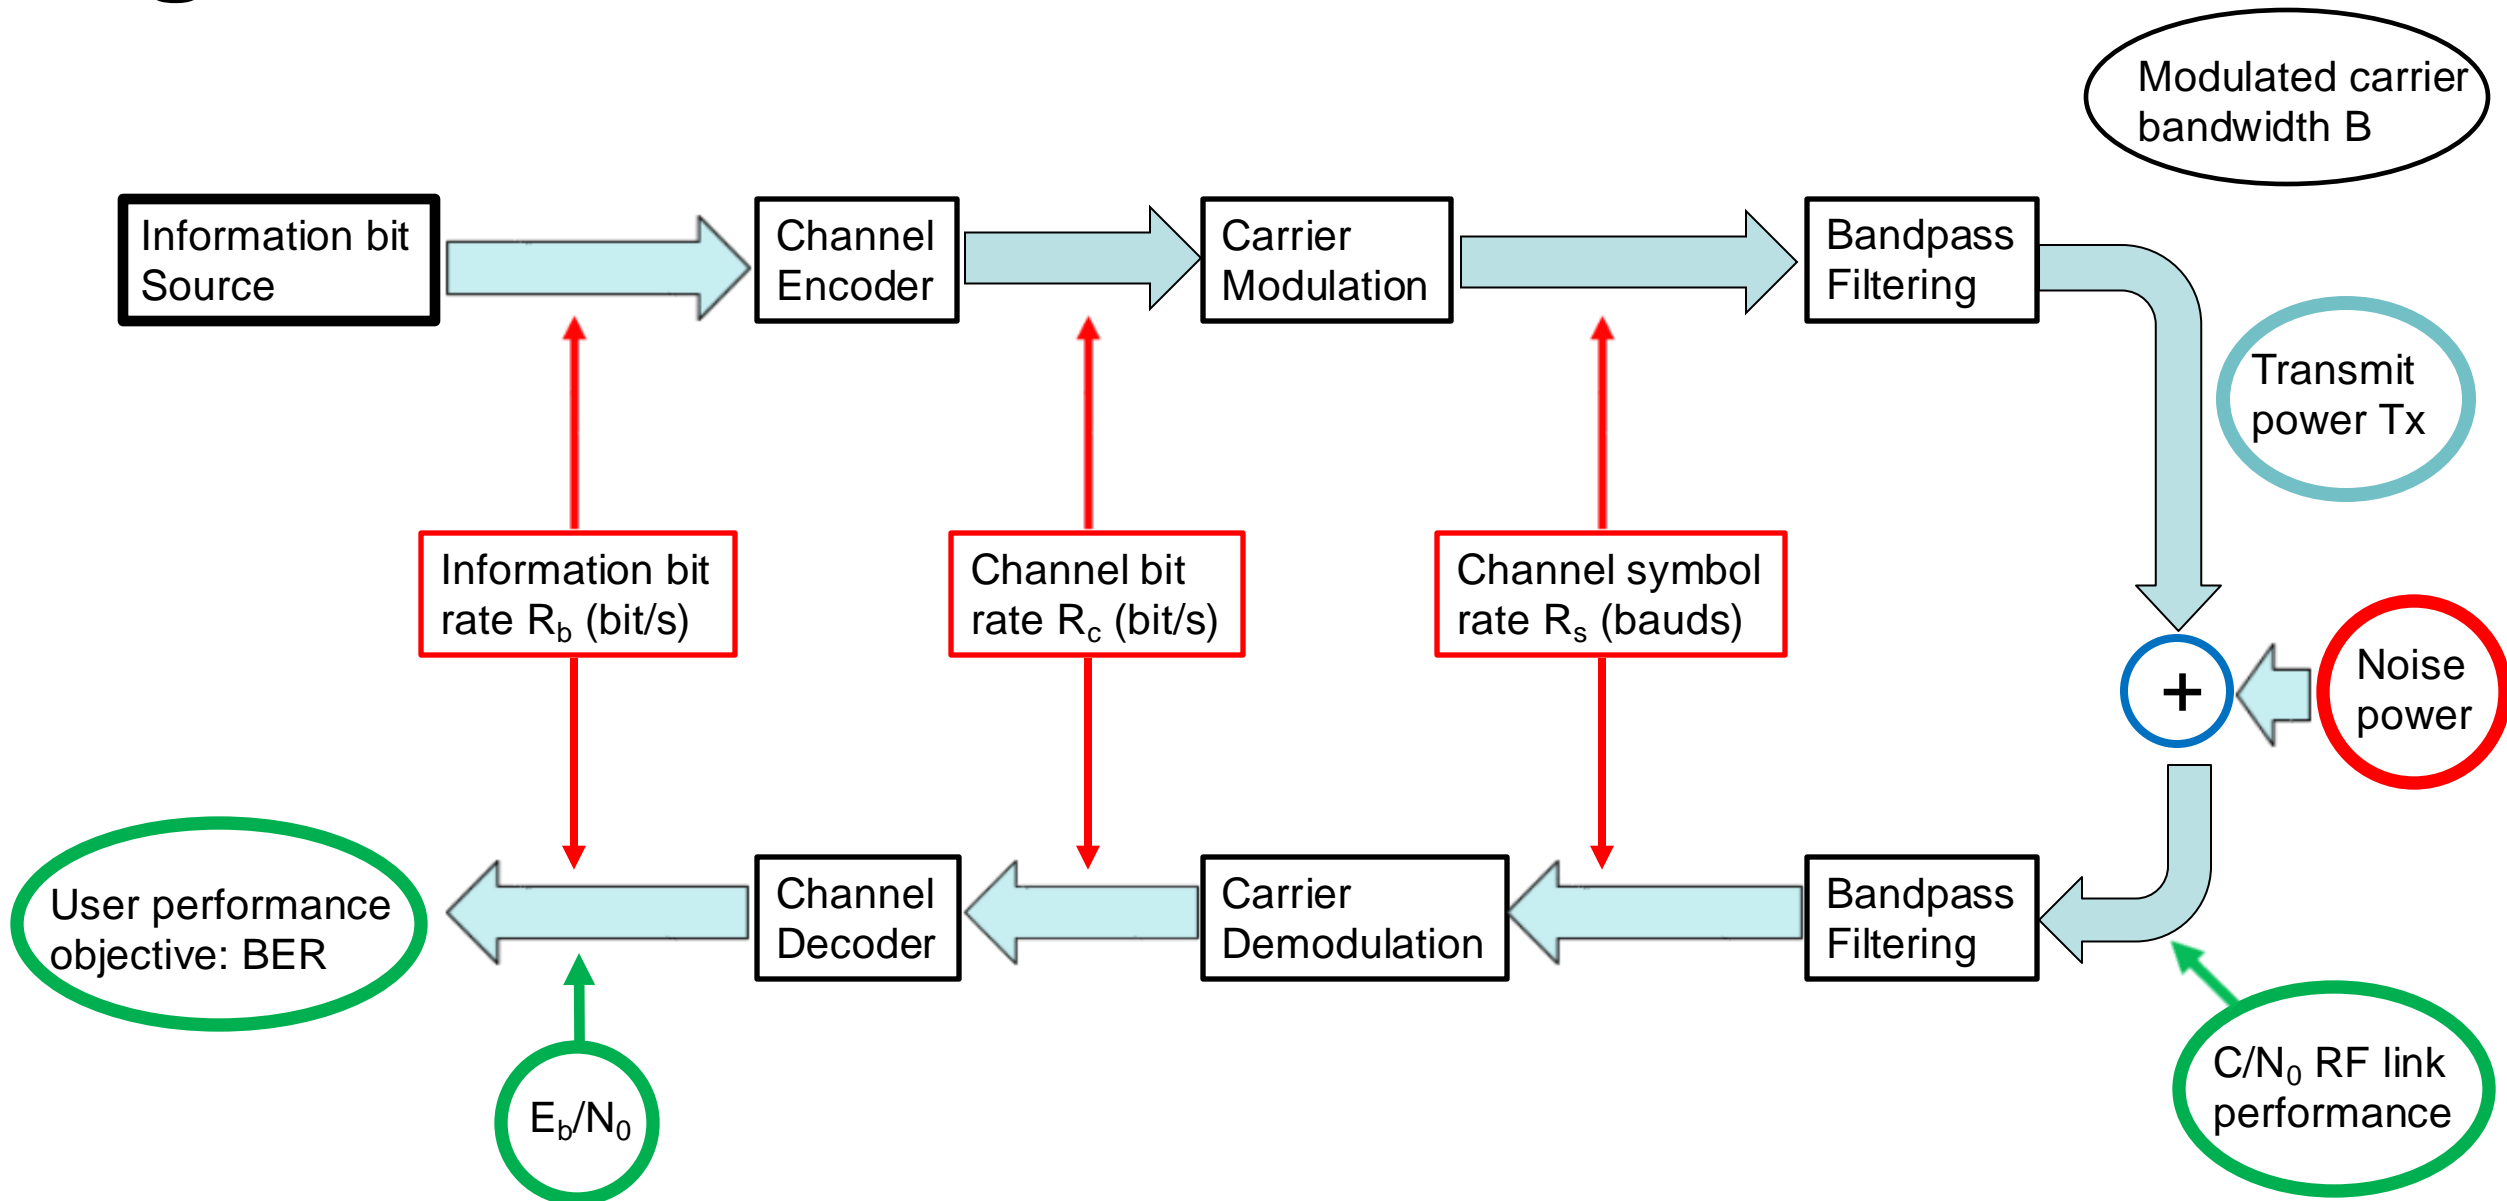 Modulated carrier
bandwidth B
Information bit
Source
Channel
Encoder
Carrier
Modulation
Bandpass
Filtering
Transmit
power Tx
Information bit
rate R_b (bit/s)
Channel bit
rate R_c (bit/s)
Channel symbol
rate R_s (bauds)
+
Noise
power
User performance
objective: BER
Channel
Decoder
Carrier
Demodulation
Bandpass
Filtering
E_b/N_0
C/N_0 RF link
performance